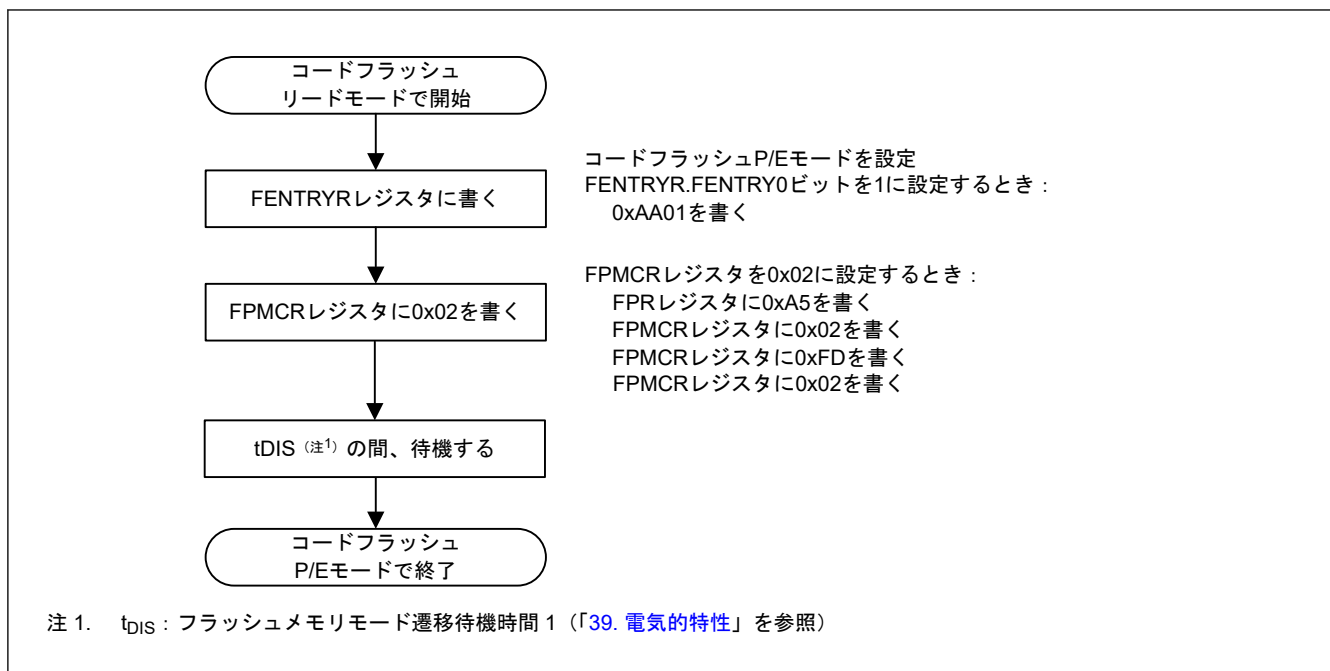 コードフラッシュ
リードモードで開始
FENTRYRレジスタに書く
コードフラッシュP/Eモードを設定
FENTRYR.FENTRY0ビットを1に設定するとき：
0xAA01を書く
FPMCRレジスタに0x02を書く
FPMCRレジスタを0x02に設定するとき：
FPRレジスタに0xA5を書く
FPMCRレジスタに0x02を書く
FPMCRレジスタに0xFDを書く
FPMCRレジスタに0x02を書く
tDIS（注1）の間、待機する
コードフラッシュ
P/Eモードで終了
注 1. tDIS：フラッシュメモリモード遷移待機時間 1（「39. 電気的特性」を参照）